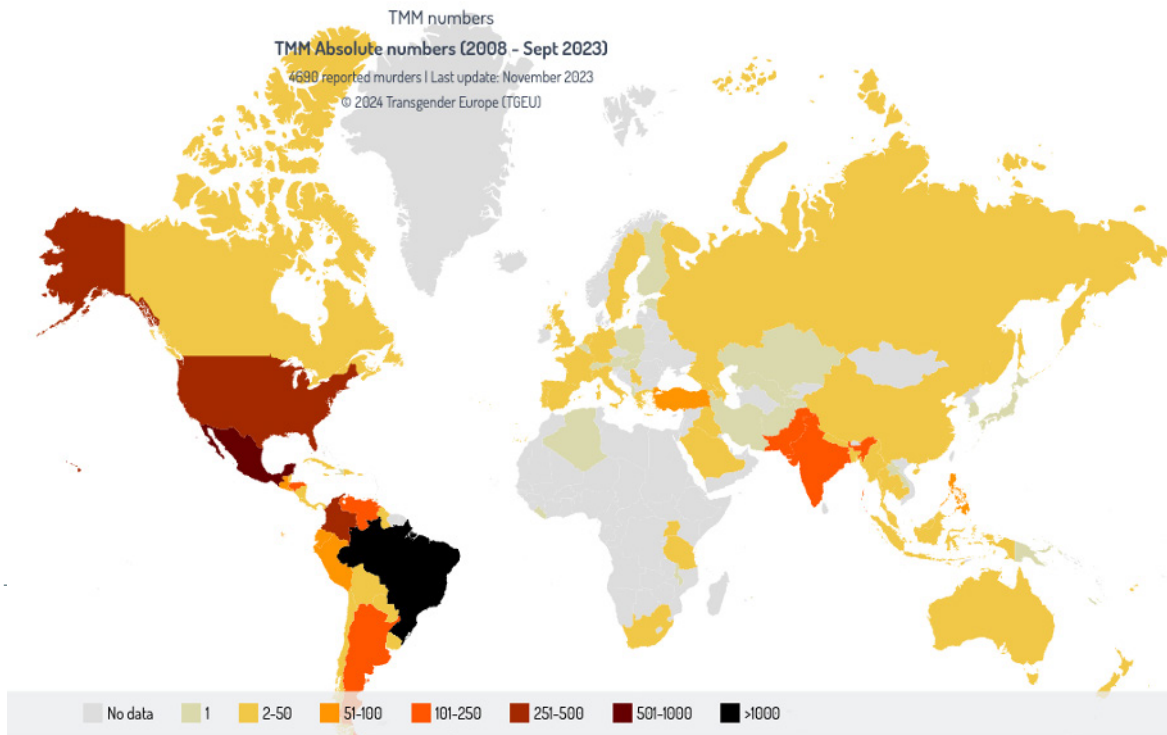 TMM numbers
TMM Absolute numbers (2008 - Sept 2023)
4690 reported murders | Last update: November 2023
© 2024 Transgender Europe (TGEU)
No data 1 2-50 51-100 101-250 251-500 501-1000 >1000